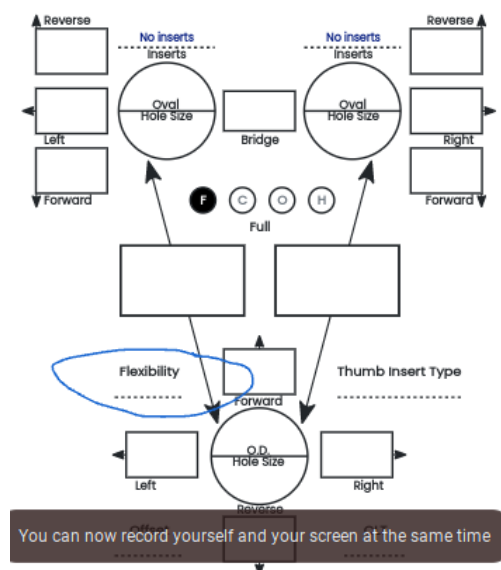 Reverse
Reverse
No inserts
No inserts
Inserts
Inserts
Oval
Hole Size
Oval
Hole Size
Left
Bridge
Right
Forward
Forward
F
C
O
H
Full
Flexibility
Thumb Insert Type
Forward
O.D.
Hole Size
Left
Right
Reverse
You can now record yourself and your screen at the same time
Offset